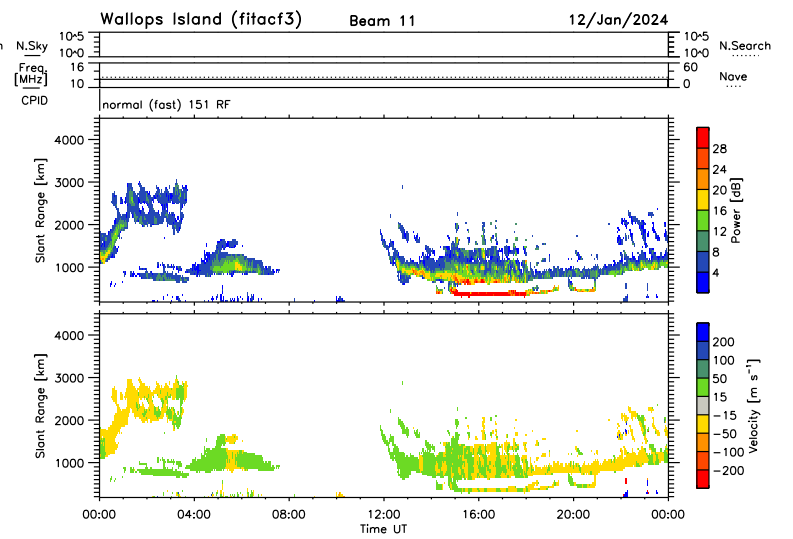 Wallops Island (fitacf3) Beam 11 12/Jan/2024
N.Sky 10^5 10^0 10^5 10^0 N.Search
Freq. [MHz] 16 10 60 0 Nave
CPID normal (fast) 151 RF
Slant Range [km]
4000
3000
2000
1000
28
24
20
16
12
8
4
Power [dB]
Slant Range [km]
4000
3000
2000
1000
200
100
50
15
-15
-50
-100
-200
Velocity [m s⁻¹]
00:00 04:00 08:00 12:00 16:00 20:00 00:00
Time UT